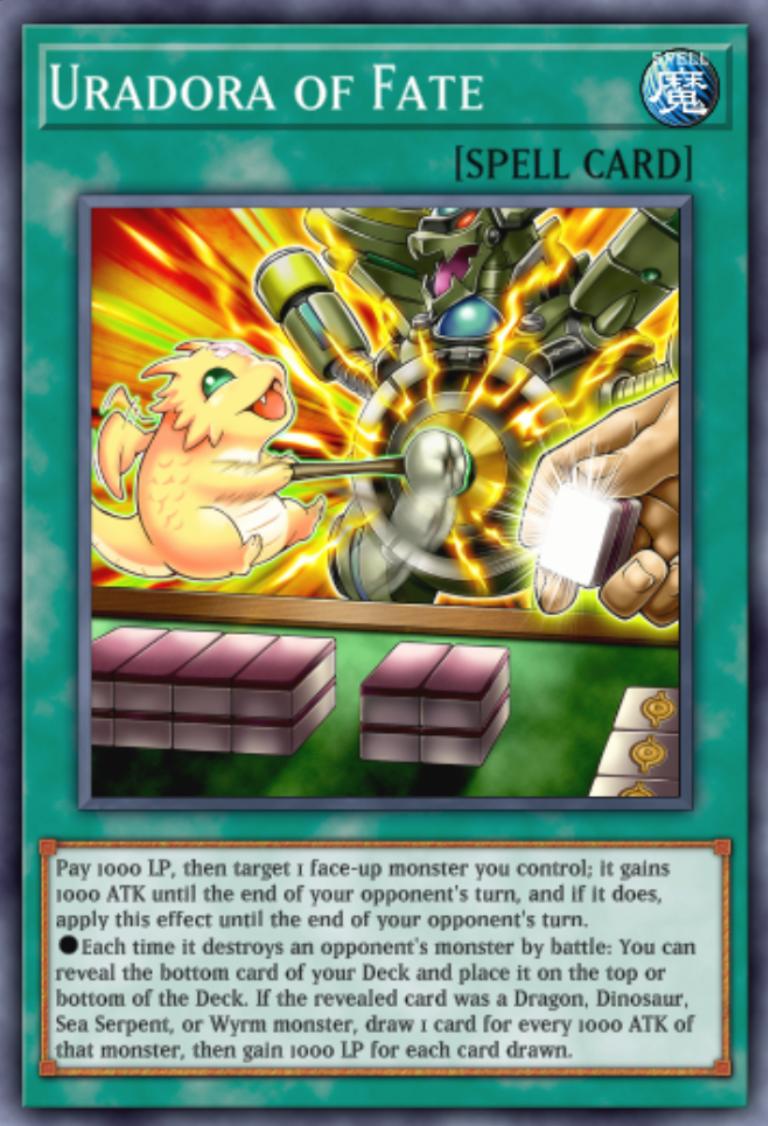 URADORA OF FATE
SPELL
魔
[SPELL CARD]
Pay 1000 LP, then target 1 face-up monster you control; it gains
1000 ATK until the end of your opponent's turn, and if it does,
apply this effect until the end of your opponent's turn.
●Each time it destroys an opponent's monster by battle: You can
reveal the bottom card of your Deck and place it on the top or
bottom of the Deck. If the revealed card was a Dragon, Dinosaur,
Sea Serpent, or Wyrm monster, draw 1 card for every 1000 ATK of
that monster, then gain 1000 LP for each card drawn.